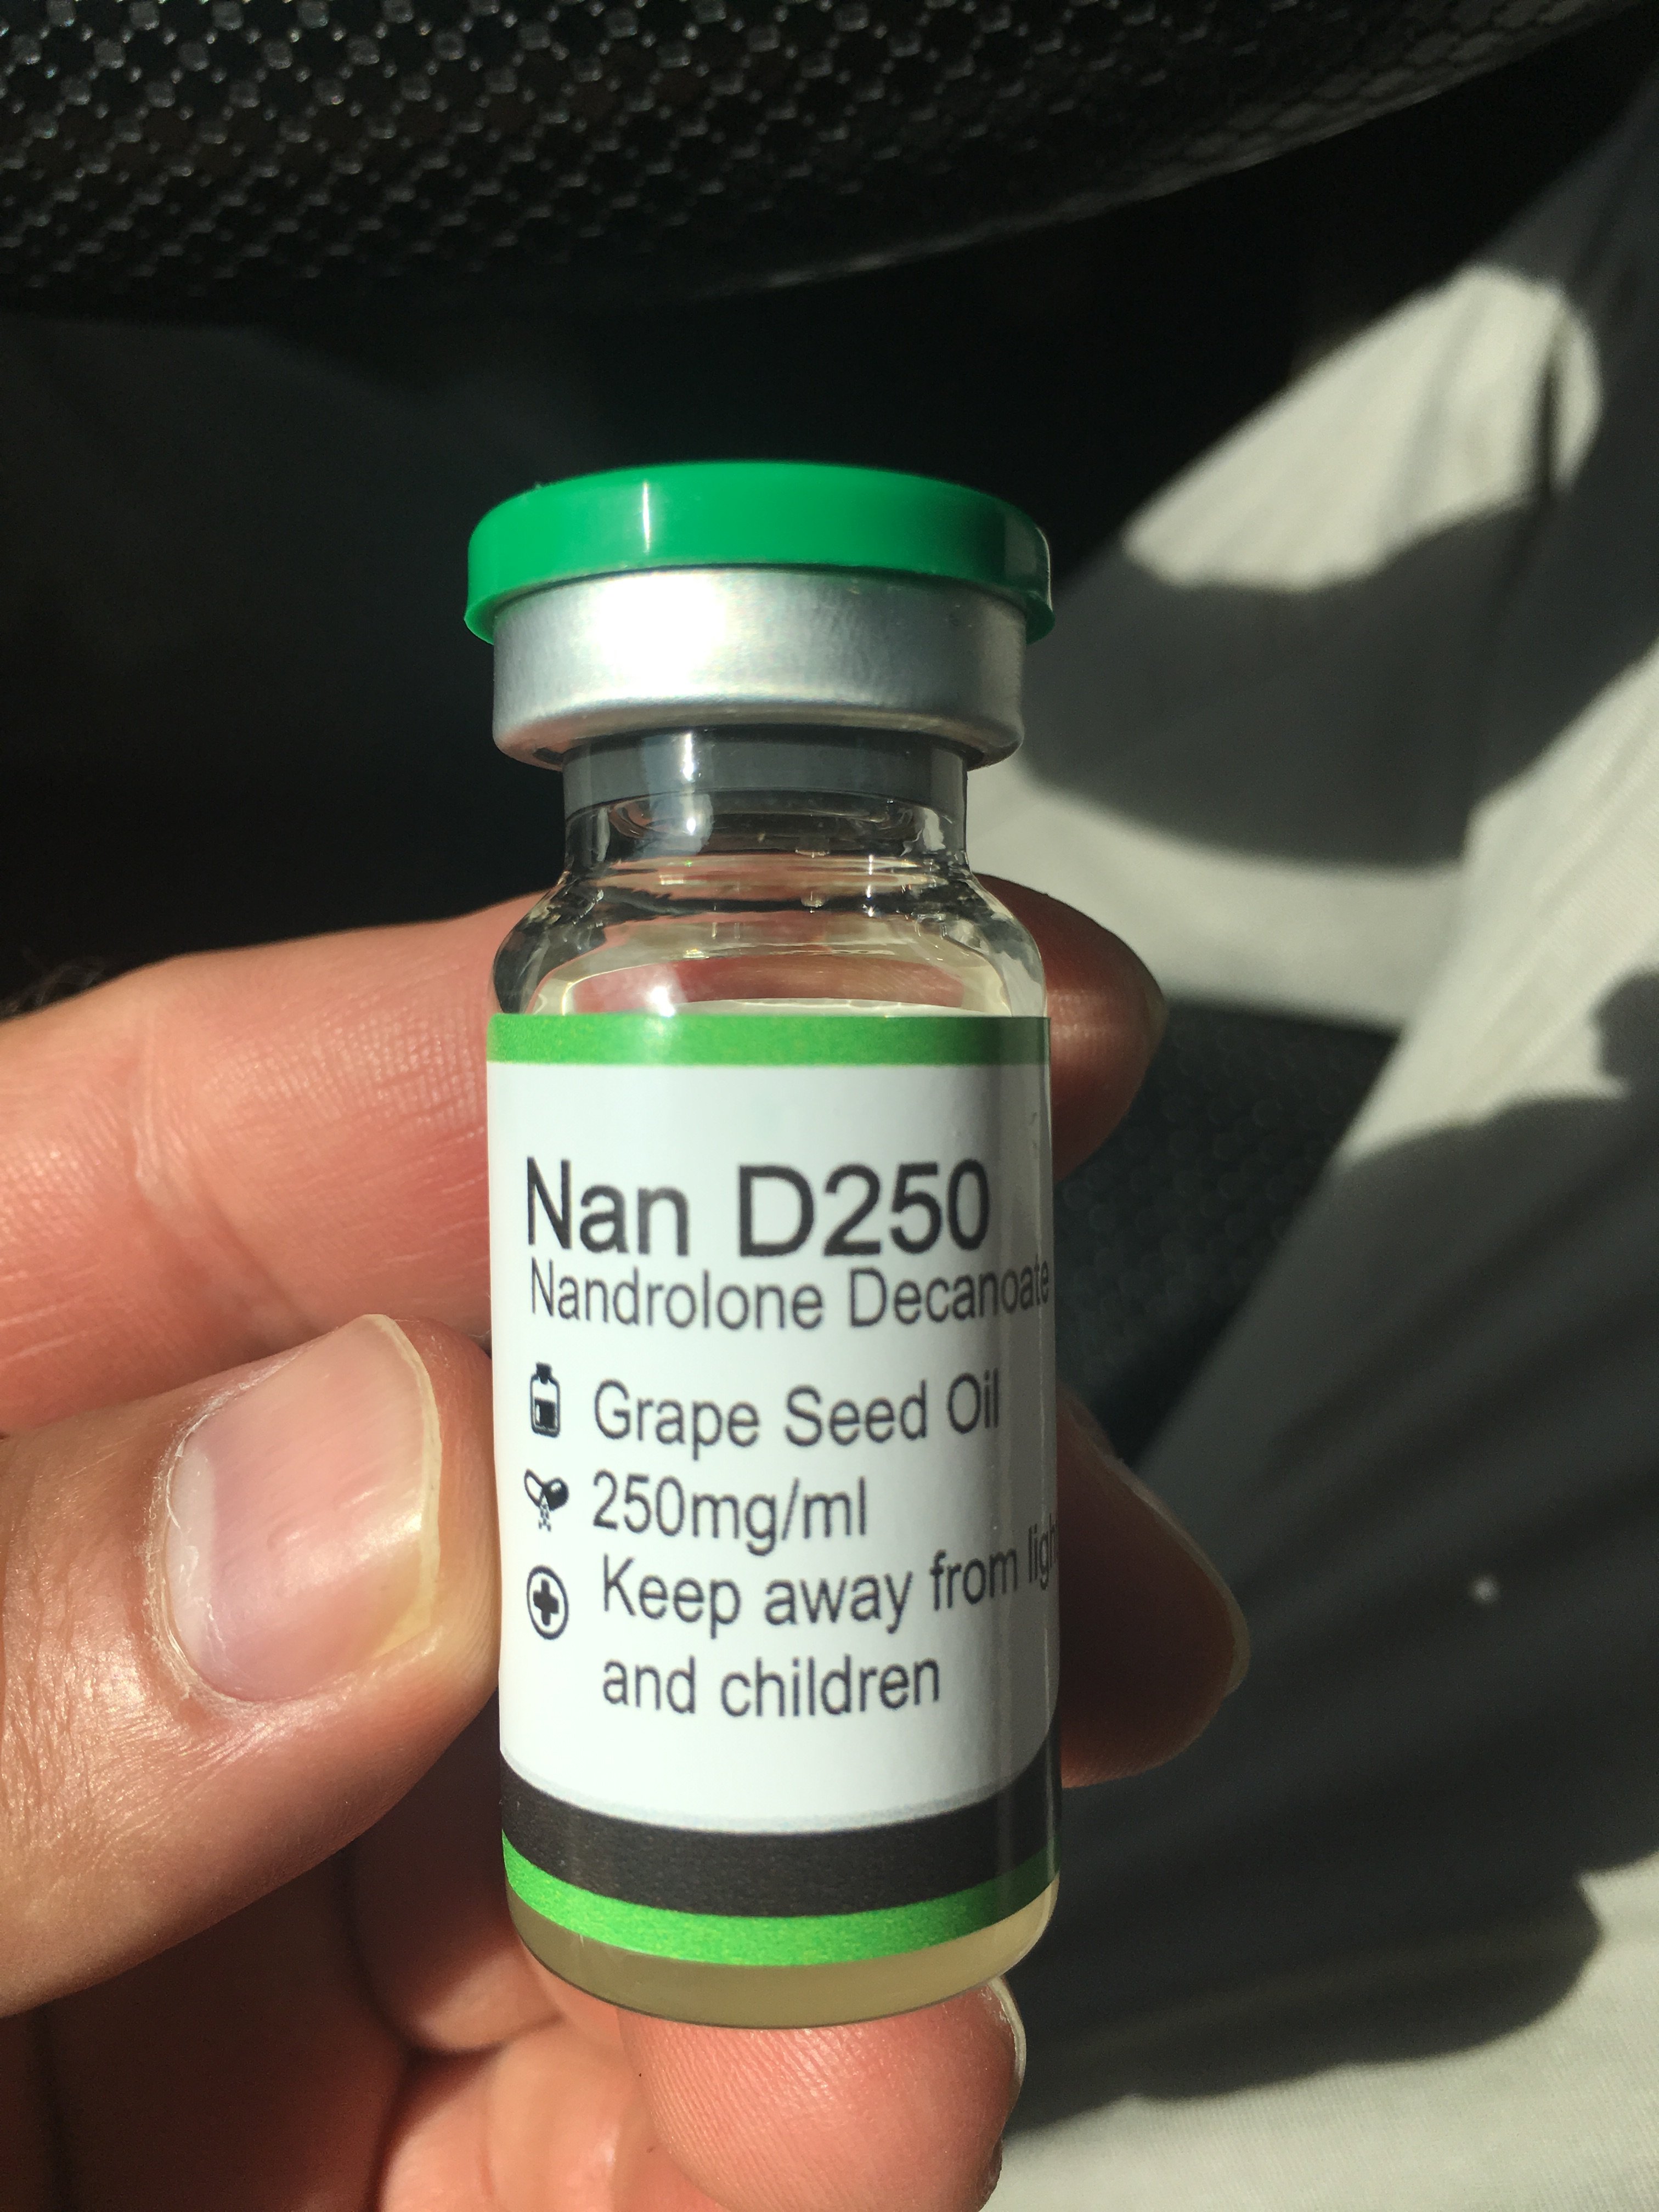 Nan D250
Nandrolone Decanoate
Grape Seed Oil
250mg/ml
Keep away from
and children